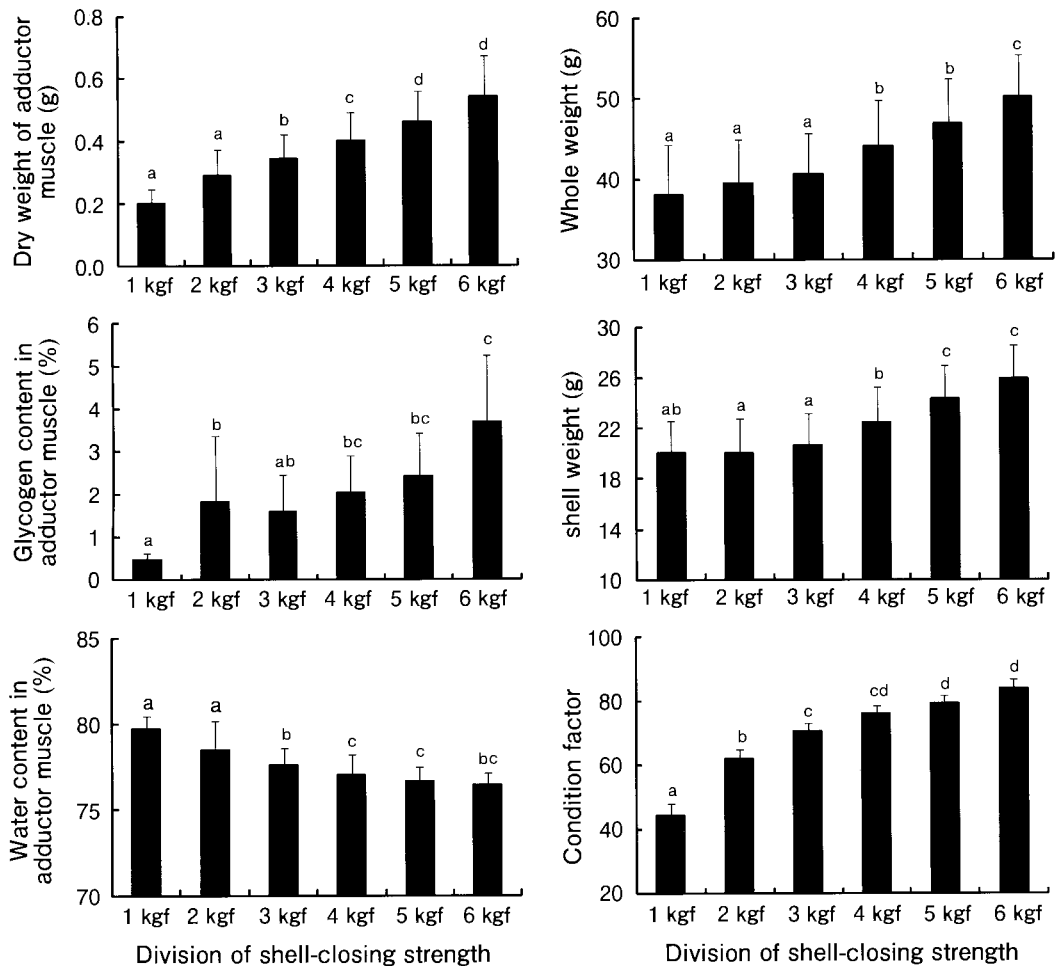 Dry weight of adductor
muscle (g)
0.8
0.6
0.4
0.2
0.0
a
a
b
c
d
d
1 kgf 2 kgf 3 kgf 4 kgf 5 kgf 6 kgf
Whole weight (g)
60
50
40
30
a
a
a
b
b
c
1 kgf 2 kgf 3 kgf 4 kgf 5 kgf 6 kgf
Glycogen content in
adductor muscle (%)
6
5
4
3
2
1
0
a
b
ab
bc
bc
c
1 kgf 2 kgf 3 kgf 4 kgf 5 kgf 6 kgf
shell weight (g)
30
26
22
18
14
10
ab
a
a
b
c
c
1 kgf 2 kgf 3 kgf 4 kgf 5 kgf 6 kgf
Water content in
adductor muscle (%)
85
80
75
70
a
a
b
c
c
bc
1 kgf 2 kgf 3 kgf 4 kgf 5 kgf 6 kgf
Division of shell-closing strength
Condition factor
100
80
60
40
20
a
b
c
cd
d
d
1 kgf 2 kgf 3 kgf 4 kgf 5 kgf 6 kgf
Division of shell-closing strength